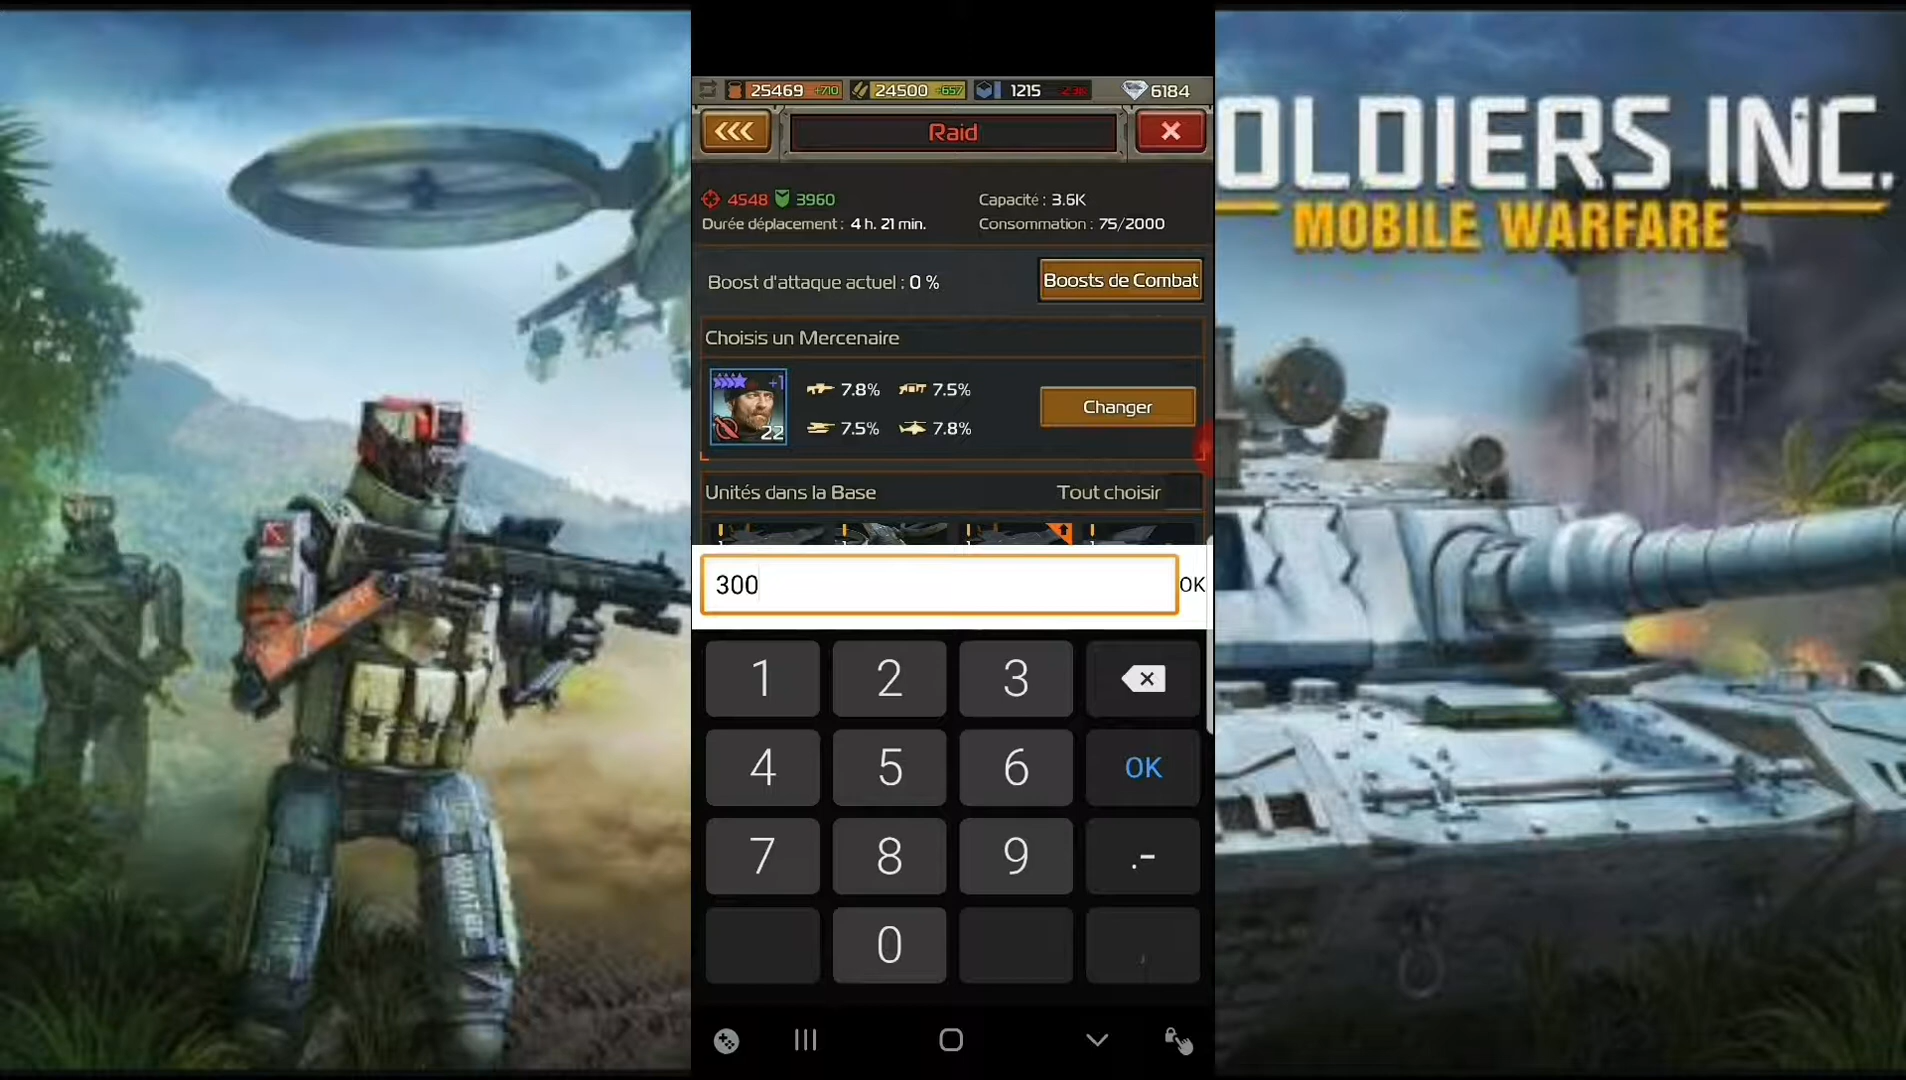 25469 +710 24500 +657 1215 6184
Raid
4548 3960 Capacité : 3.6K
Durée déplacement : 4 h. 21 min. Consommation : 75/2000
Boost d'attaque actuel : 0 % Boosts de Combat
Choisis un Mercenaire
+1
22
7.8% 7.5%
7.5% 7.8%
Changer
Unités dans la Base Tout choisir
300 OK
1 2 3
4 5 6 OK
7 8 9 .-
0 ,
OLDIERS INC.
MOBILE WARFARE